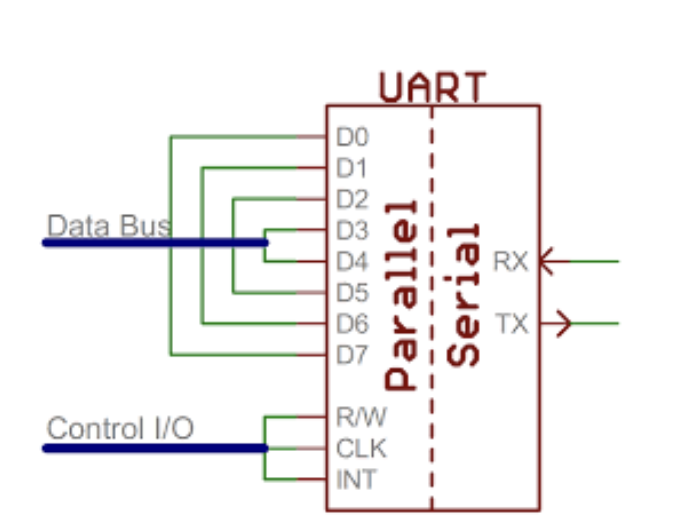 UART
D0
D1
D2
Data Bus
D3
D4
D5
D6
D7
Parallel
Serial
RX
TX
Control I/O
R/W
CLK
INT